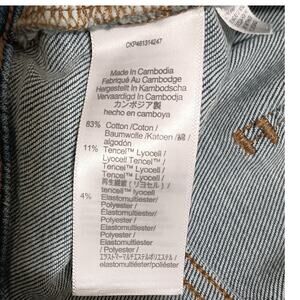 CKP461314247
Made In Cambodia
Fabriqué Au Cambodge
Hergestellt In Kambodscha
Vervaardigd In Cambodja
カンボジア製
hecho en camboya
83% Cotton /Coton /
Baumwolle /Katoen /綿 /
algodón
11% Tencel™ Lyocell /
Lyocell Tencel™ /
Tencel™ Lyocell /
Tencel™ Lyocell /
再生繊維 (リヨセル) /
tencel™ lyocell
4% Elastomultiester/
Polyester /
Elastomultiester /
Polyester /
Elastomultiester /
Polyester /
エラストマーマルチエステル/ポリエステル /
elastomultiéster/poliéster